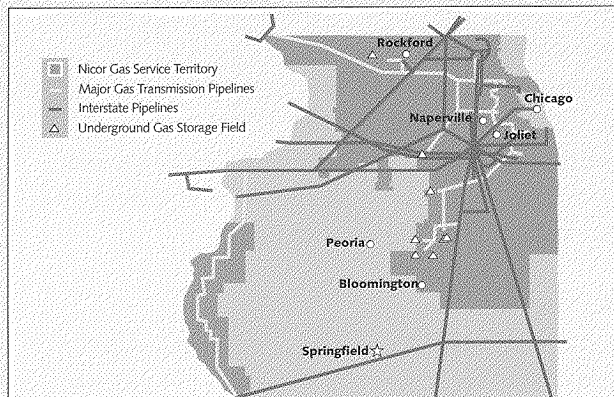 Rockford
Nicor Gas Service Territory
Major Gas Transmission Pipelines
Interstate Pipelines
Underground Gas Storage Field
Chicago
Naperville
Joliet
Peoria
Bloomington
Springfield